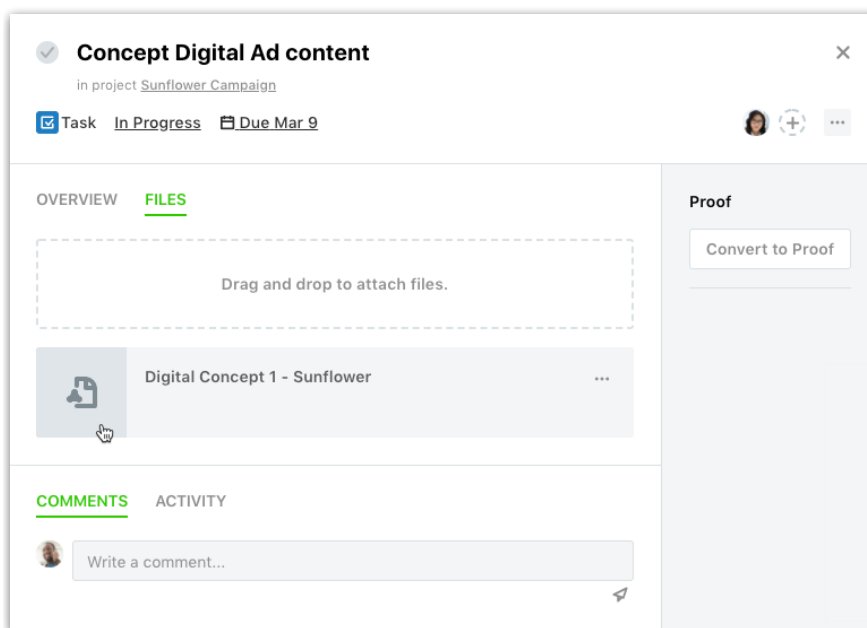 Concept Digital Ad content
in project Sunflower Campaign
Task In Progress Due Mar 9
OVERVIEW FILES
Drag and drop to attach files.
Digital Concept 1 - Sunflower
COMMENTS ACTIVITY
Write a comment...
Proof
Convert to Proof